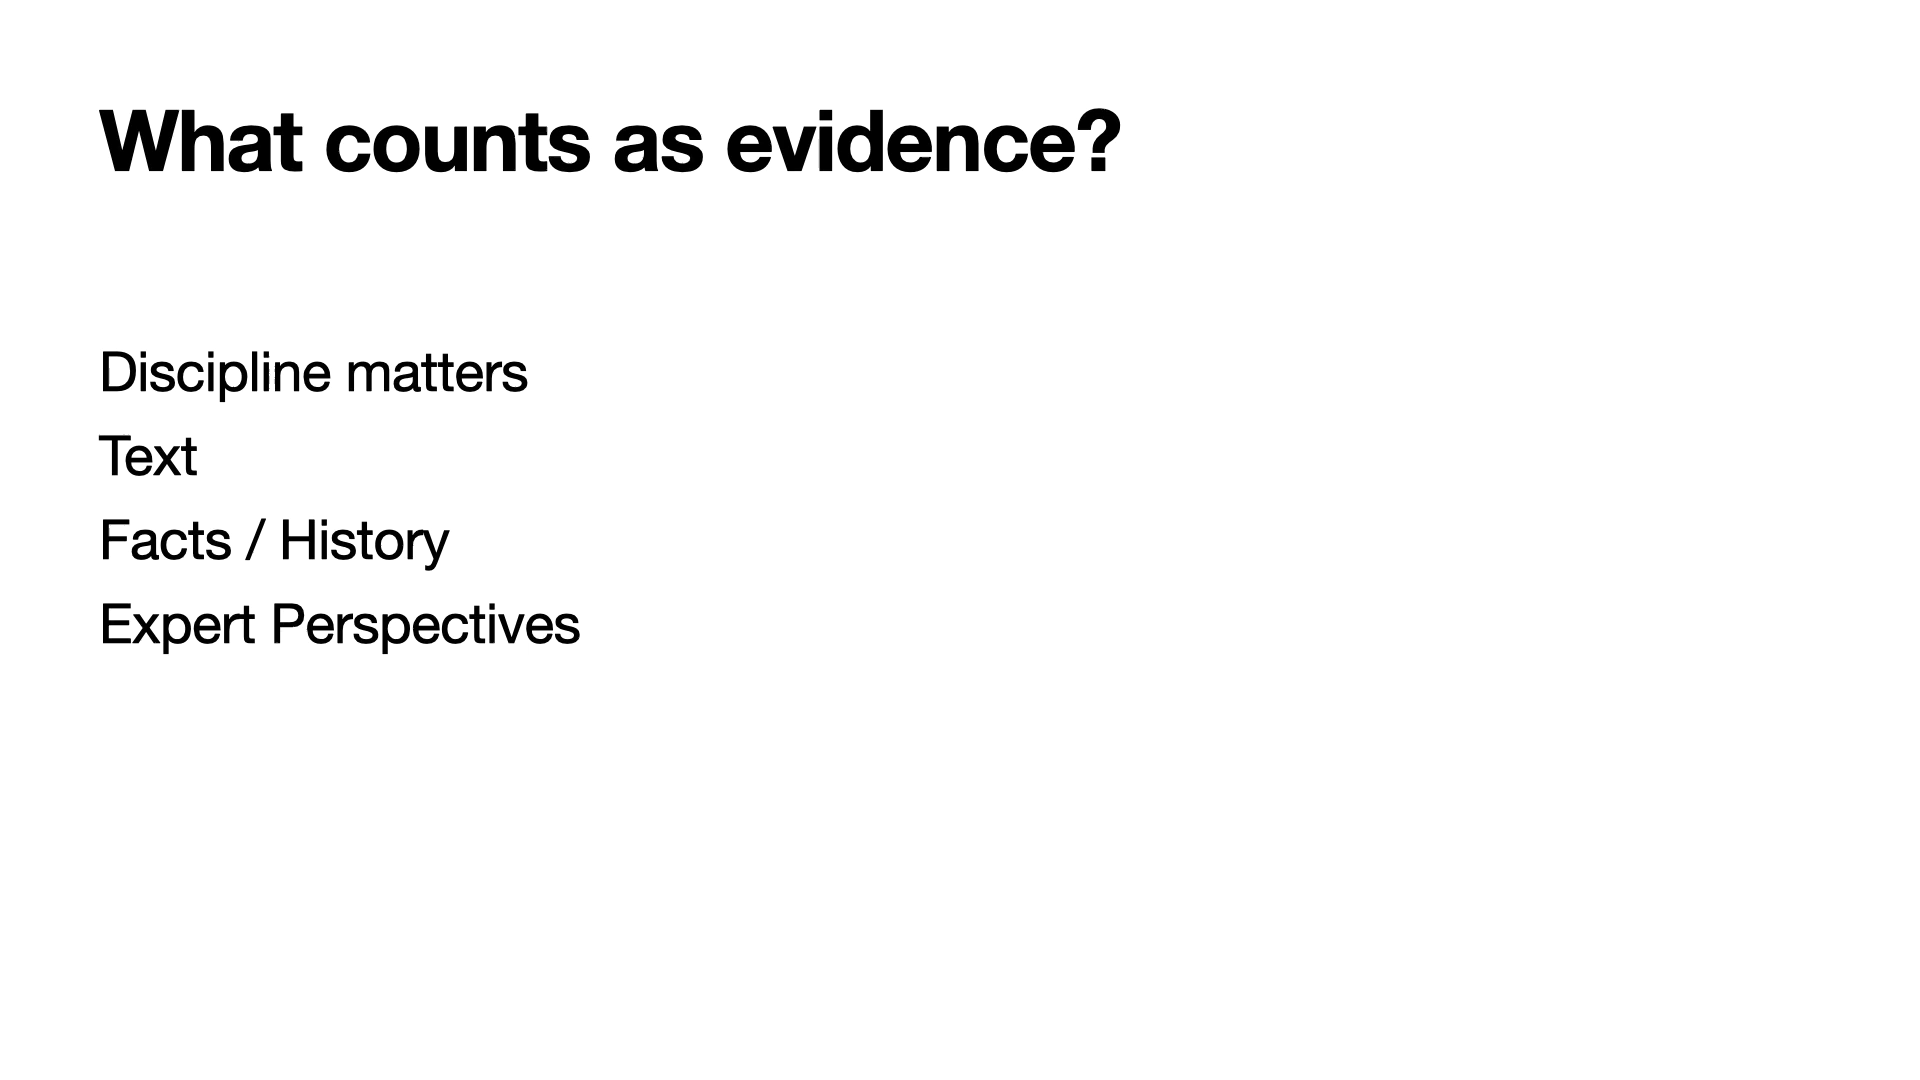 What counts as evidence?
Discipline matters
Text
Facts / History
Expert Perspectives